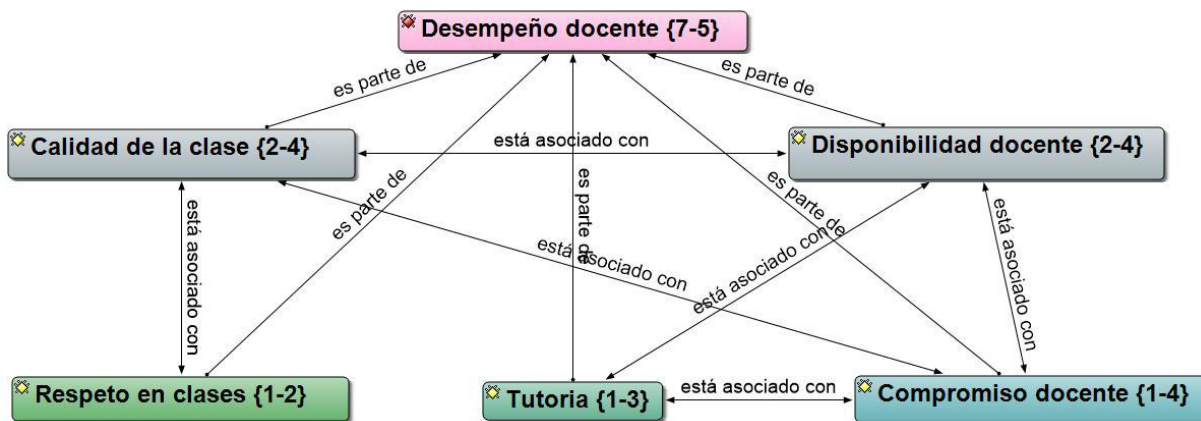 Desempeño docente {7-5}
es parte de
es parte de
Calidad de la clase {2-4}
está asociado con
Disponibilidad docente {2-4}
es parte de
es parte de
es parte de
está asociado con
está asociado con
está asociado con
está asociado con
Respeto en clases {1-2}
Tutoria {1-3}
está asociado con
Compromiso docente {1-4}